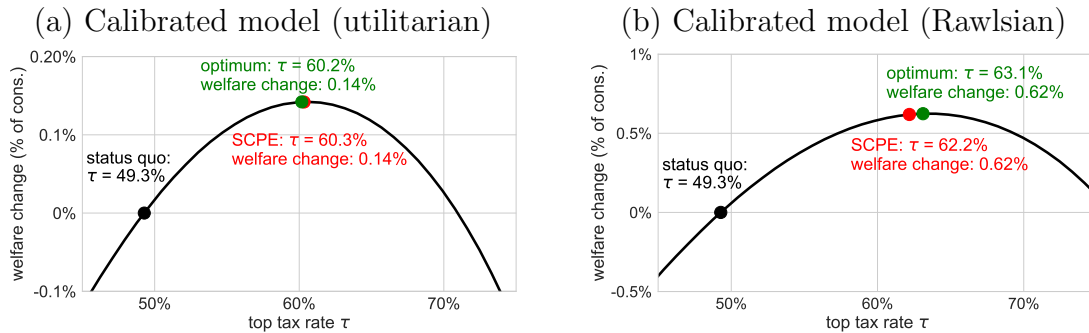 (a) Calibrated model (utilitarian)
welfare change (% of cons.)
0.20%
0.1%
0%
-0.1%
optimum: τ = 60.2%
welfare change: 0.14%
SCPE: τ = 60.3%
welfare change: 0.14%
status quo:
τ = 49.3%
50%
60%
70%
top tax rate τ
(b) Calibrated model (Rawlsian)
welfare change (% of cons.)
1%
0.5%
0%
-0.5%
optimum: τ = 63.1%
welfare change: 0.62%
SCPE: τ = 62.2%
welfare change: 0.62%
status quo:
τ = 49.3%
50%
60%
70%
top tax rate τ